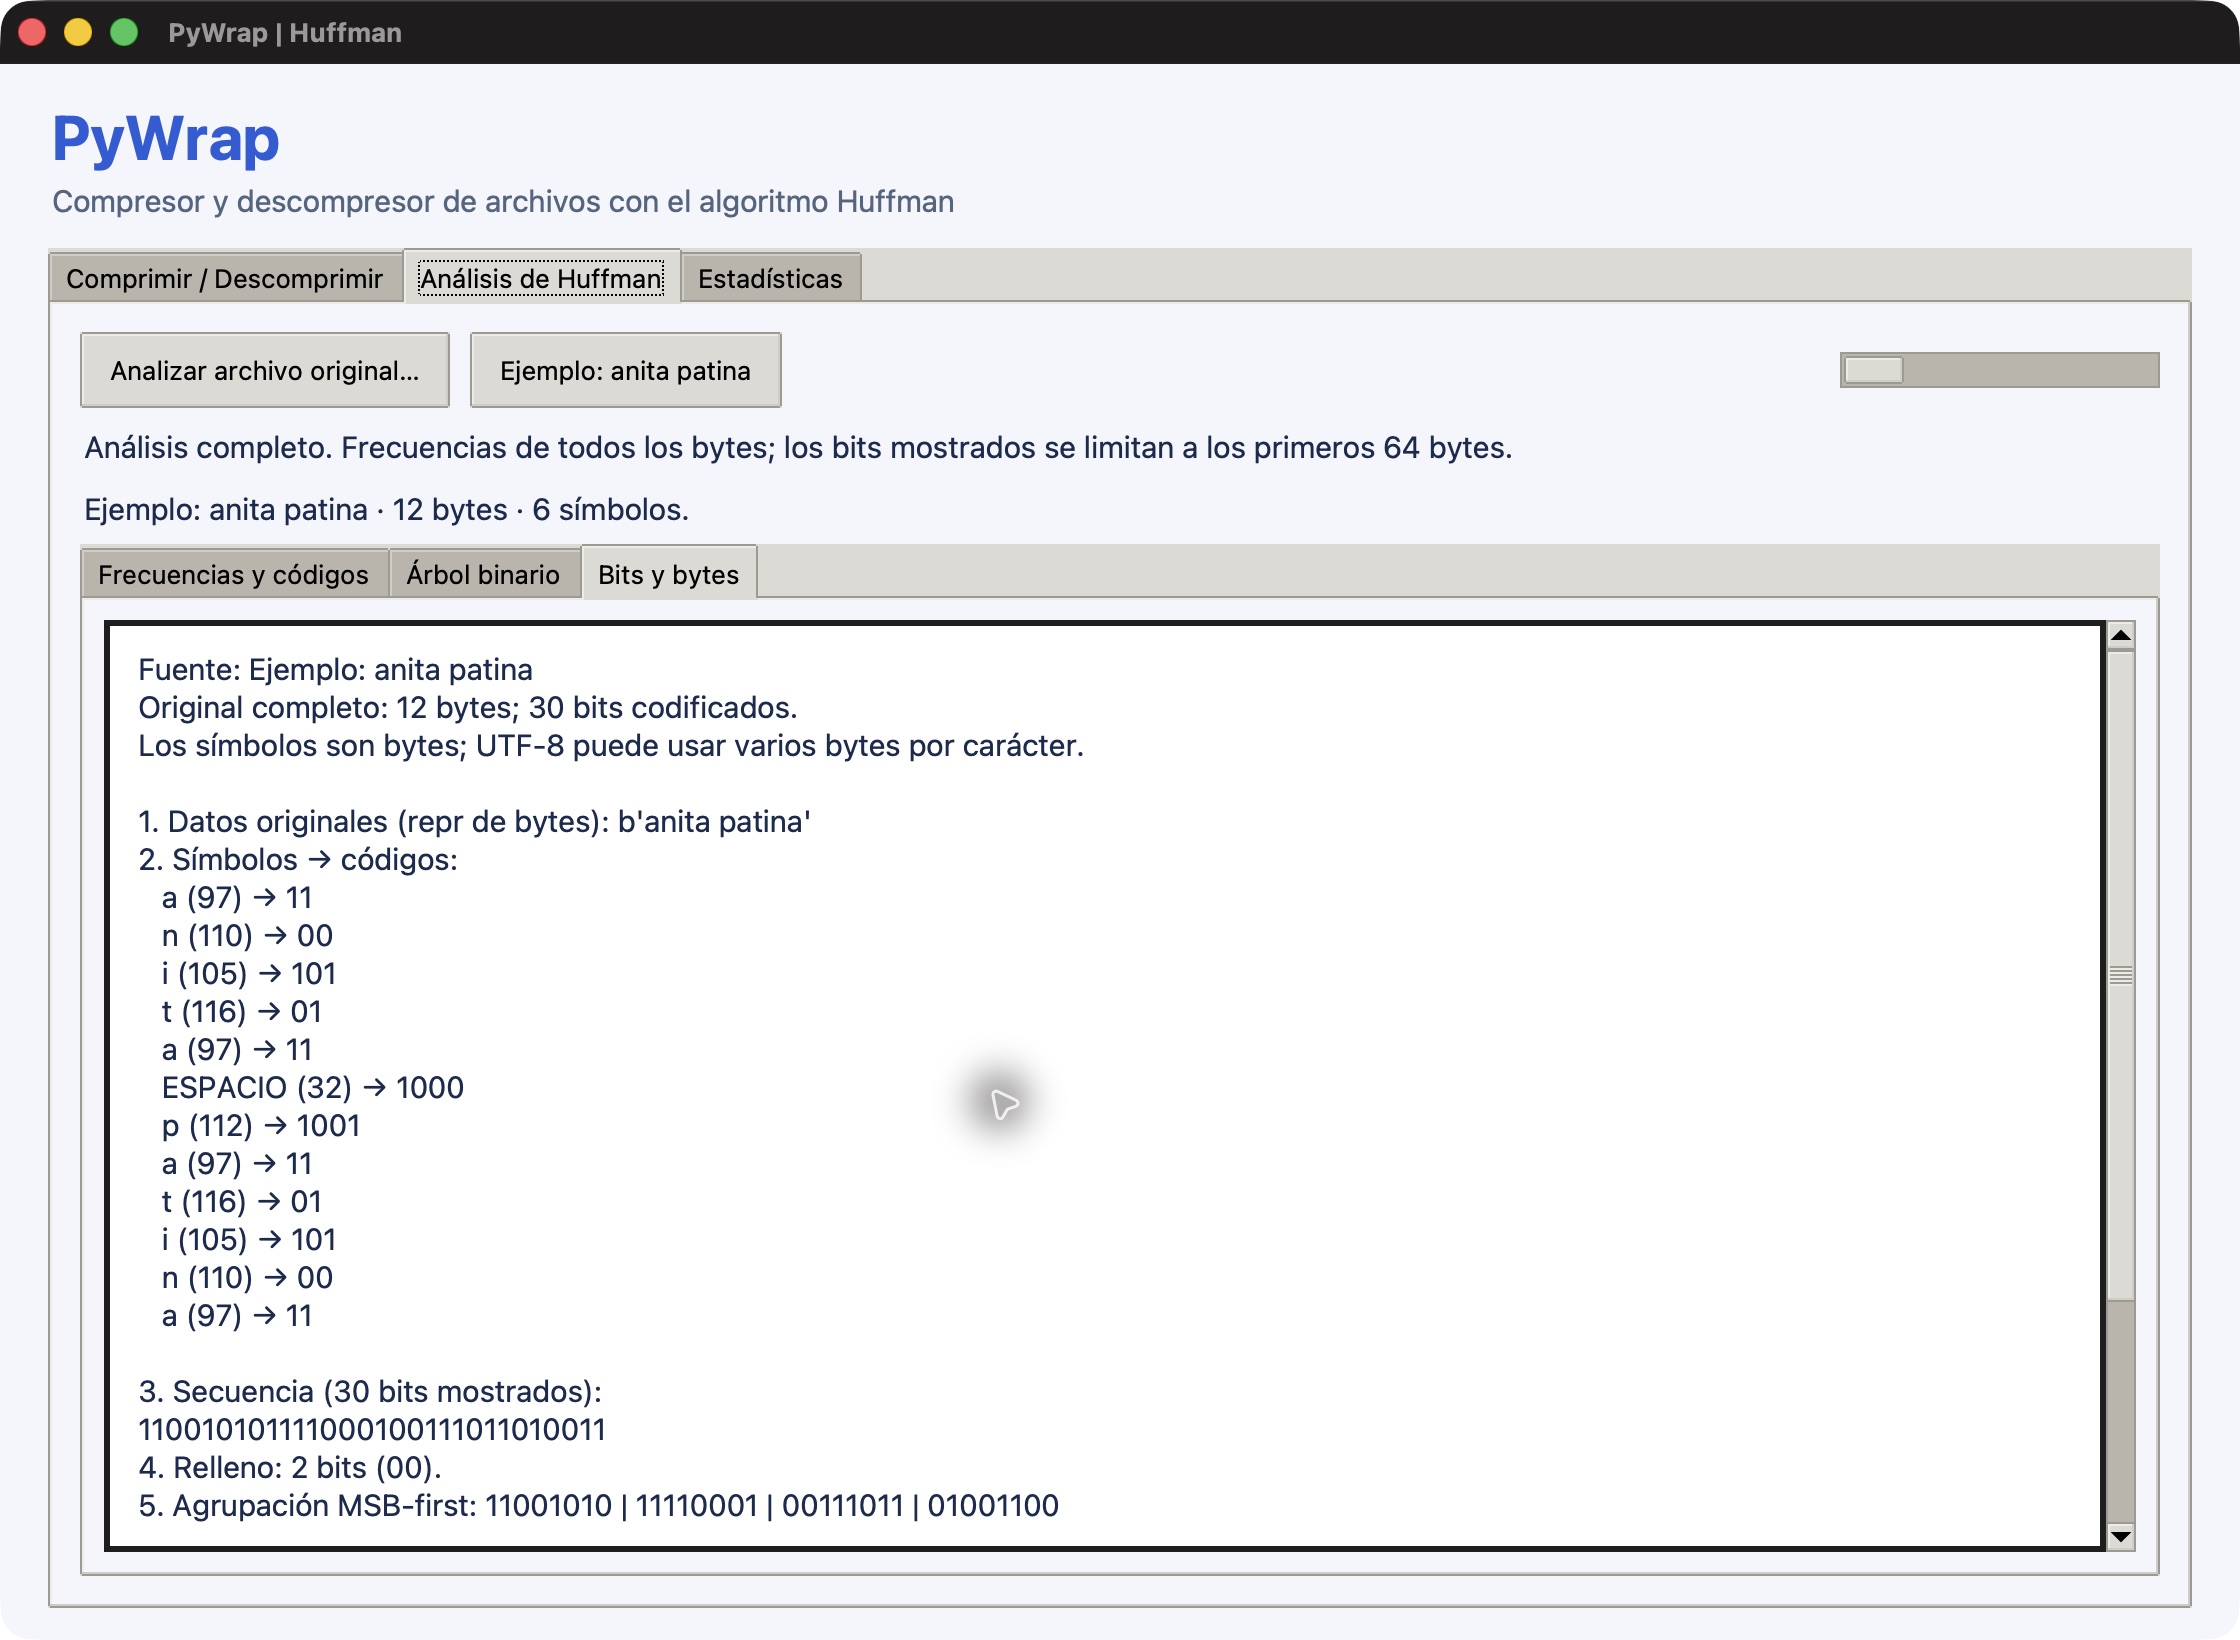 PyWrap | Huffman
PyWrap
Compresor y descompresor de archivos con el algoritmo Huffman
Comprimir / Descomprimir
Análisis de Huffman
Estadísticas
Analizar archivo original...
Ejemplo: anita patina
Análisis completo. Frecuencias de todos los bytes; los bits mostrados se limitan a los primeros 64 bytes.
Ejemplo: anita patina · 12 bytes · 6 símbolos.
Frecuencias y códigos
Árbol binario
Bits y bytes
Fuente: Ejemplo: anita patina
Original completo: 12 bytes; 30 bits codificados.
Los símbolos son bytes; UTF-8 puede usar varios bytes por carácter.
1. Datos originales (repr de bytes): b'anita patina'
2. Símbolos → códigos:
a (97) → 11
n (110) → 00
i (105) → 101
t (116) → 01
a (97) → 11
ESPACIO (32) → 1000
p (112) → 1001
a (97) → 11
t (116) → 01
i (105) → 101
n (110) → 00
a (97) → 11
3. Secuencia (30 bits mostrados):
110010101111000100111011010011
4. Relleno: 2 bits (00).
5. Agrupación MSB-first: 11001010 | 11110001 | 00111011 | 01001100